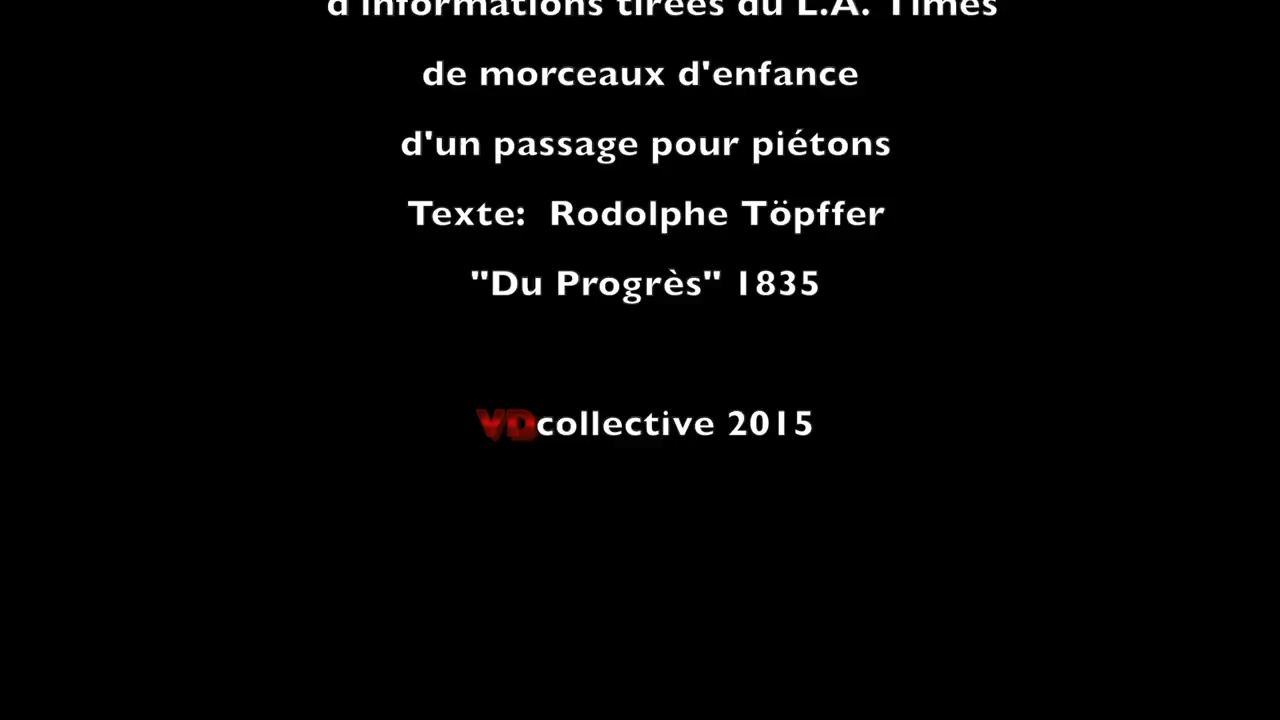 d'informations tirées du L.A. Times
de morceaux d'enfance
d'un passage pour piétons
Texte:  Rodolphe Töpffer
"Du Progrès" 1835
VDcollective 2015